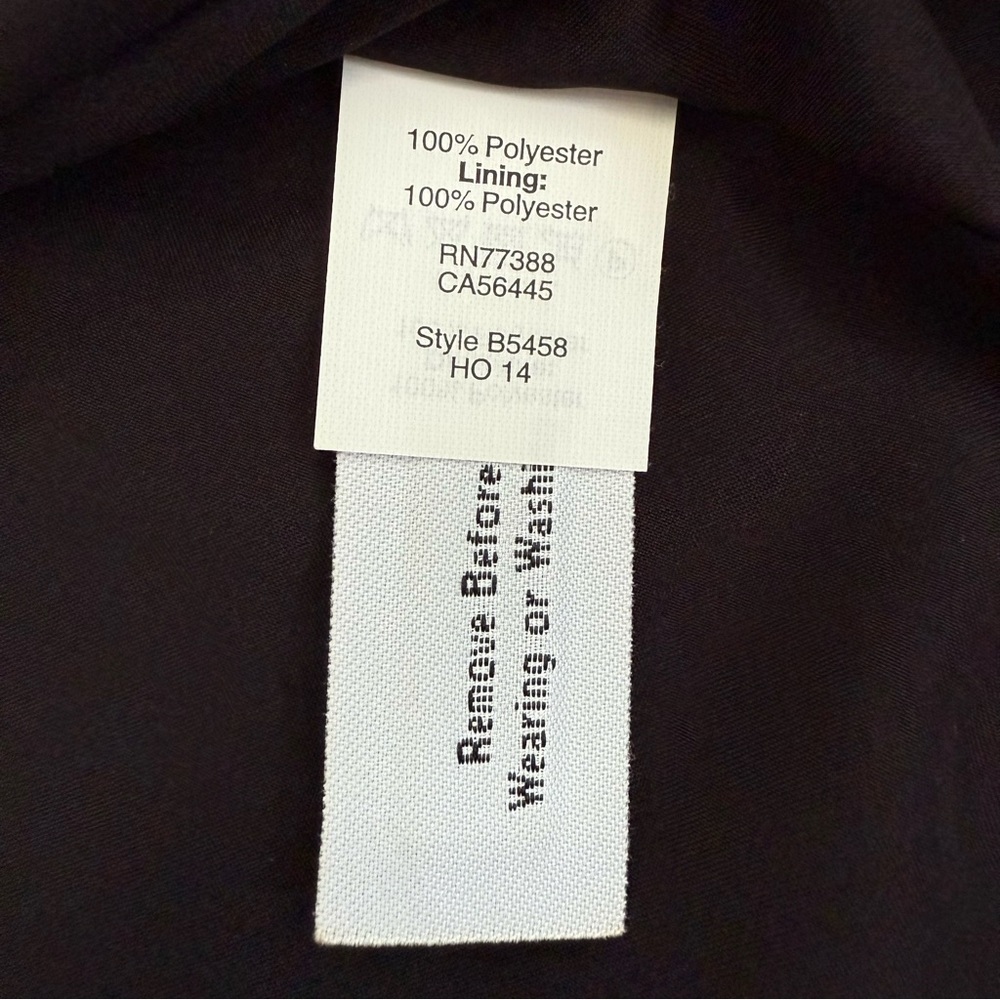 100% Polyester
Lining:
100% Polyester
RN77388
CA56445
Style B5458
HO 14
Remove Before
Wearing or Washi